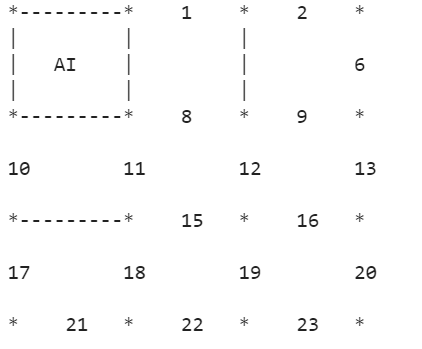 *---------* 1 * 2 *
| | |
| AI | | 6
| | |
*---------* 8 * 9 *
10 11 12 13
*---------* 15 * 16 *
17 18 19 20
* 21 * 22 * 23 *